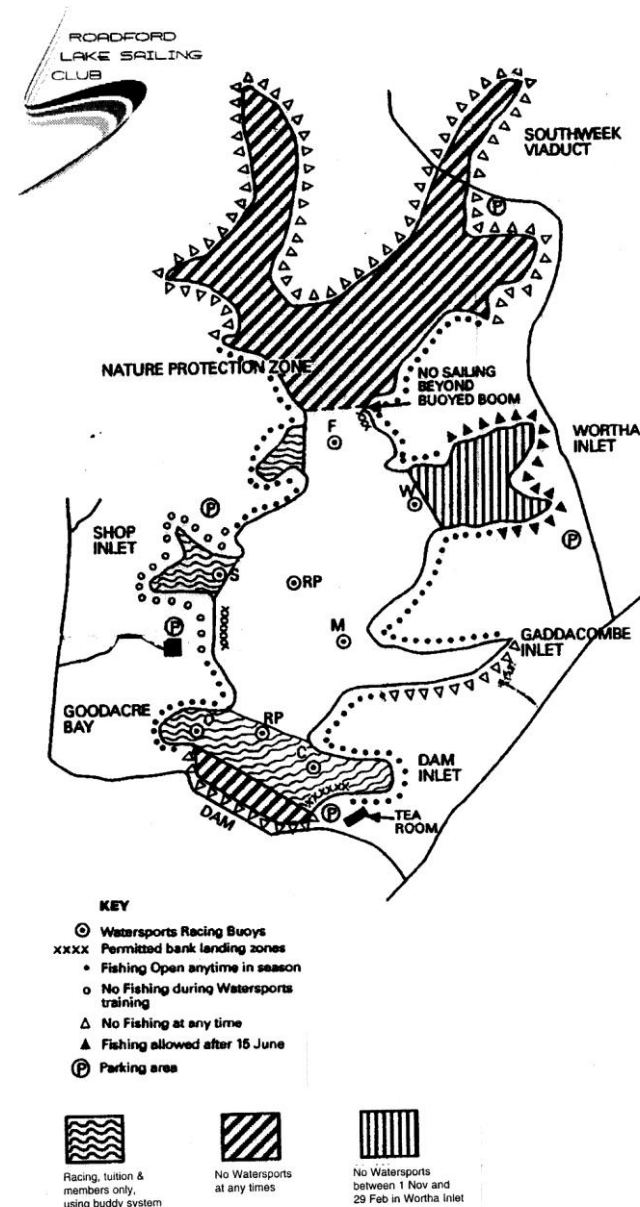 ROADFORD
LAKE SAILING
CLUB
SOUTHWEEK
VIADUCT
P
NATURE PROTECTION ZONE
NO SAILING
BEYOND
BUOYED BOOM
F
WORTHA
INLET
W
P
SHOP
INLET
P
S
RP
M
P
GADDACOMBE
INLET
GOODACRE
BAY
RP
C
DAM
INLET
DAM
P
TEA
ROOM
KEY
Watersports Racing Buoys
xxxx Permitted bank landing zones
Fishing Open anytime in season
No Fishing during Watersports
training
No Fishing at any time
Fishing allowed after 15 June
P Parking area
Racing, tuition &
members only,
using buddy system
No Watersports
at any times
No Watersports
between 1 Nov and
29 Feb in Wortha Inlet